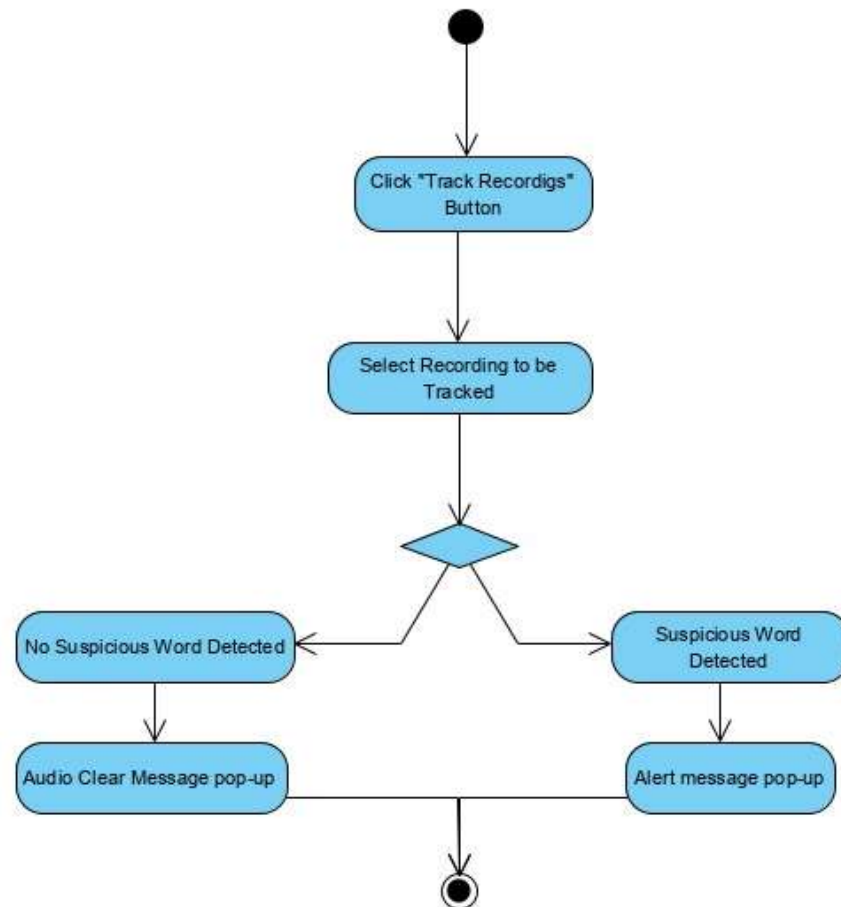 Click "Track Recordigs"
Button
Select Recording to be
Tracked
No Suspicious Word Detected
Suspicious Word
Detected
Audio Clear Message pop-up
Alert message pop-up